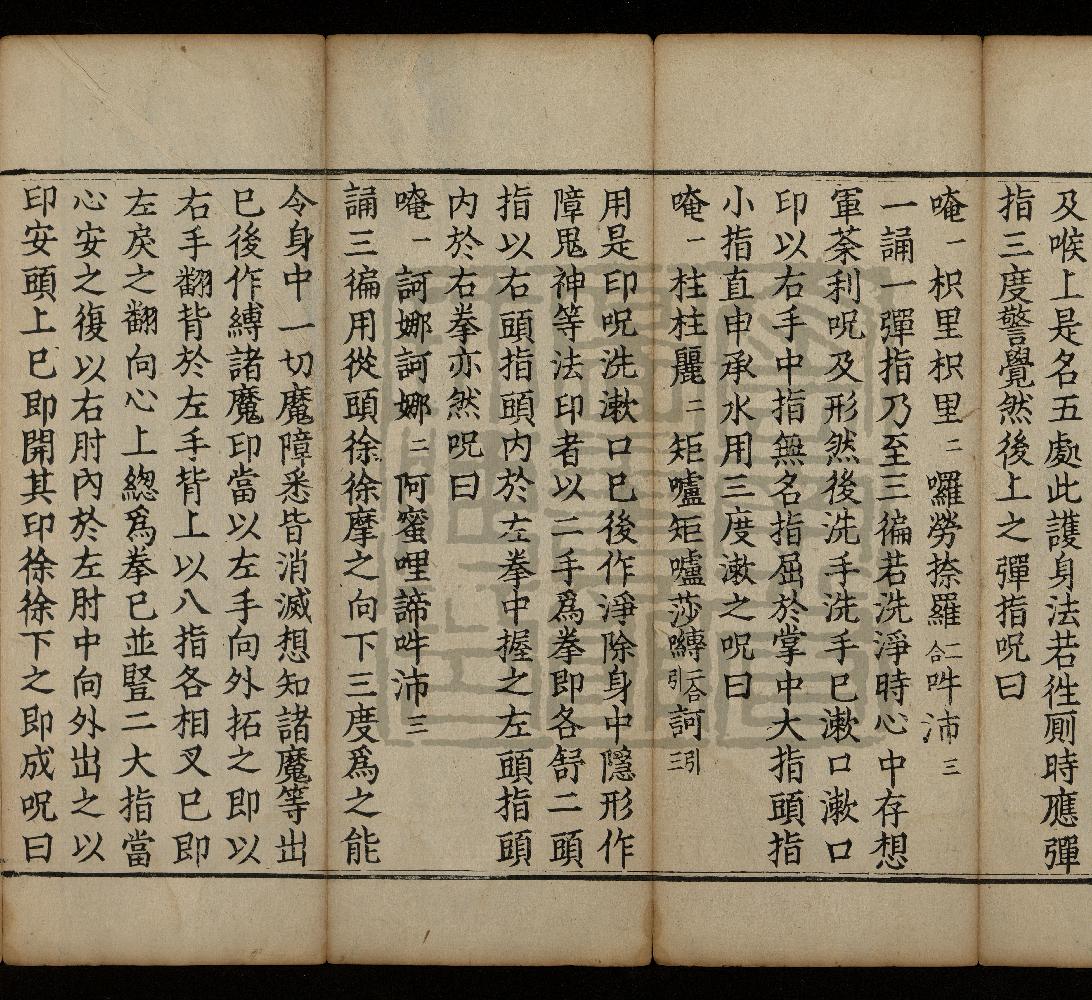 及喉上是名五處此護身法若徃厠時應彈
指三度警覺然後上之彈指呪曰
唵一枳里枳里二囉勞捺羅二合吽沛三
一誦一彈指乃至三徧若洗淨時心中存想
軍荼利呪及形然後洗手洗手巳漱口漱口
印以右手中指無名指屈於掌中大指頭指
小指直申承水用三度漱之呪曰
唵一柱柱麗二矩嚧矩嚧莎嚩二合引訶引三
用是印呪洗漱口巳後作淨除身中隱形作
障鬼神等法印者以二手爲拳即各舒二頭
指以右頭指頭内於左拳中握之左頭指頭
内於右拳亦然呪曰
唵一訶娜訶娜二阿蜜哩諦吽沛三
誦三徧用從頭徐徐摩之向下三度爲之能
令身中一切魔障悉皆消滅想知諸魔等出
巳後作縛諸魔印當以左手向外拓之即以
右手翻背於左手背上以八指各相叉巳即
左戾之翻向心上緫爲拳巳並豎二大指當
心安之復以右肘内於左肘中向外出之以
印安頭上巳即開其印徐徐下之即成呪曰